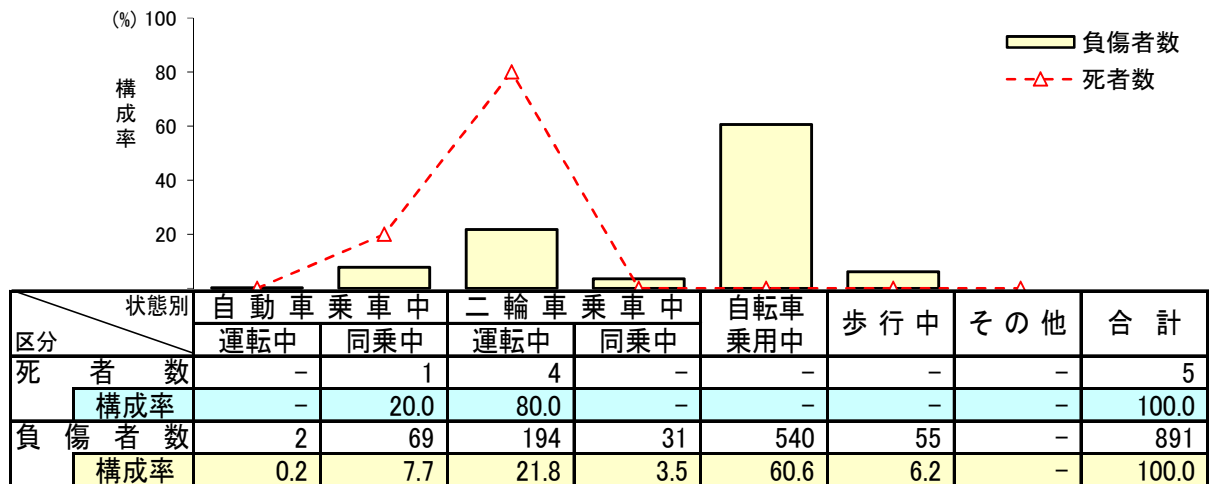 (%) 100
80
60
40
20
構成率
負傷者数
死者数
状態別 自動車乗車中 二輪車乗車中 自転車乗用中 歩行中 その他 合計
区分 運転中 同乗中 運転中 同乗中
死者数 － 1 4 － － － － 5
構成率 － 20.0 80.0 － － － － 100.0
負傷者数 2 69 194 31 540 55 － 891
構成率 0.2 7.7 21.8 3.5 60.6 6.2 － 100.0